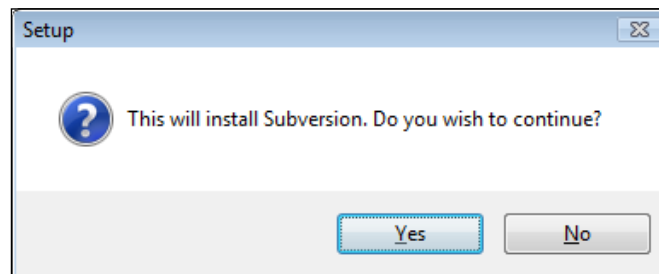 Setup
This will install Subversion. Do you wish to continue?
Yes
No